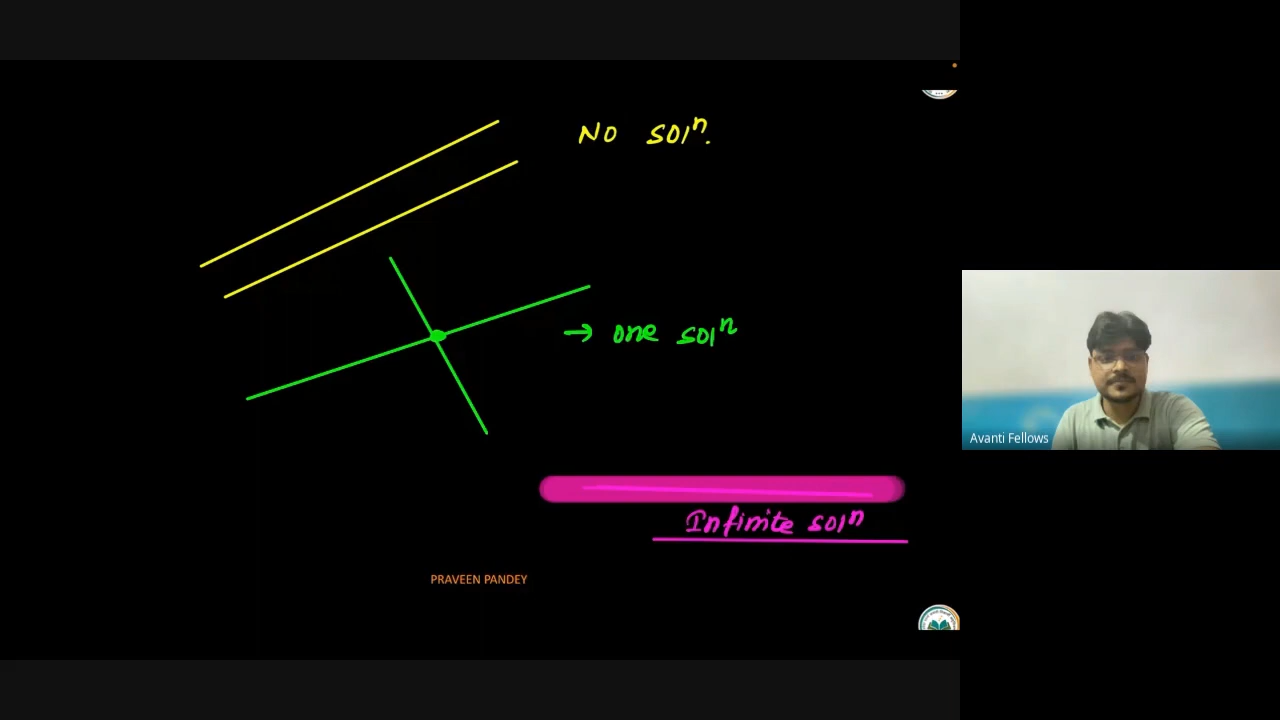 No solⁿ.
→ one solⁿ
Infinite solⁿ
PRAVEEN PANDEY
Avanti Fellows